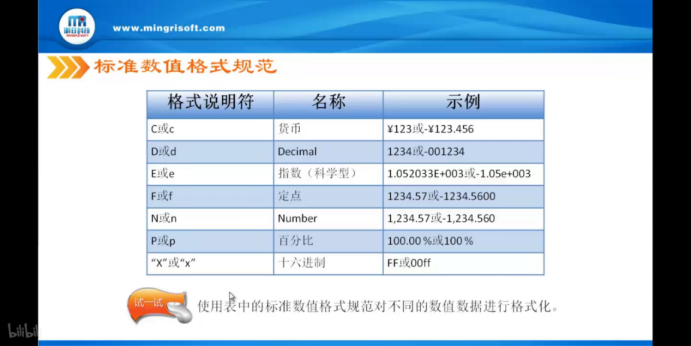 明日科技
MINGRISOFT
www.mingrisoft.com
标准数值格式规范
格式说明符 名称 示例
C或c 货币 ¥123或-¥123.456
D或d Decimal 1234或-001234
E或e 指数（科学型） 1.052033E+003或-1.05e+003
F或f 定点 1234.57或-1234.5600
N或n Number 1,234.57或-1,234.560
P或p 百分比 100.00 %或100 %
“X”或“x” 十六进制 FF或00ff
试一试 使用表中的标准数值格式规范对不同的数值数据进行格式化。